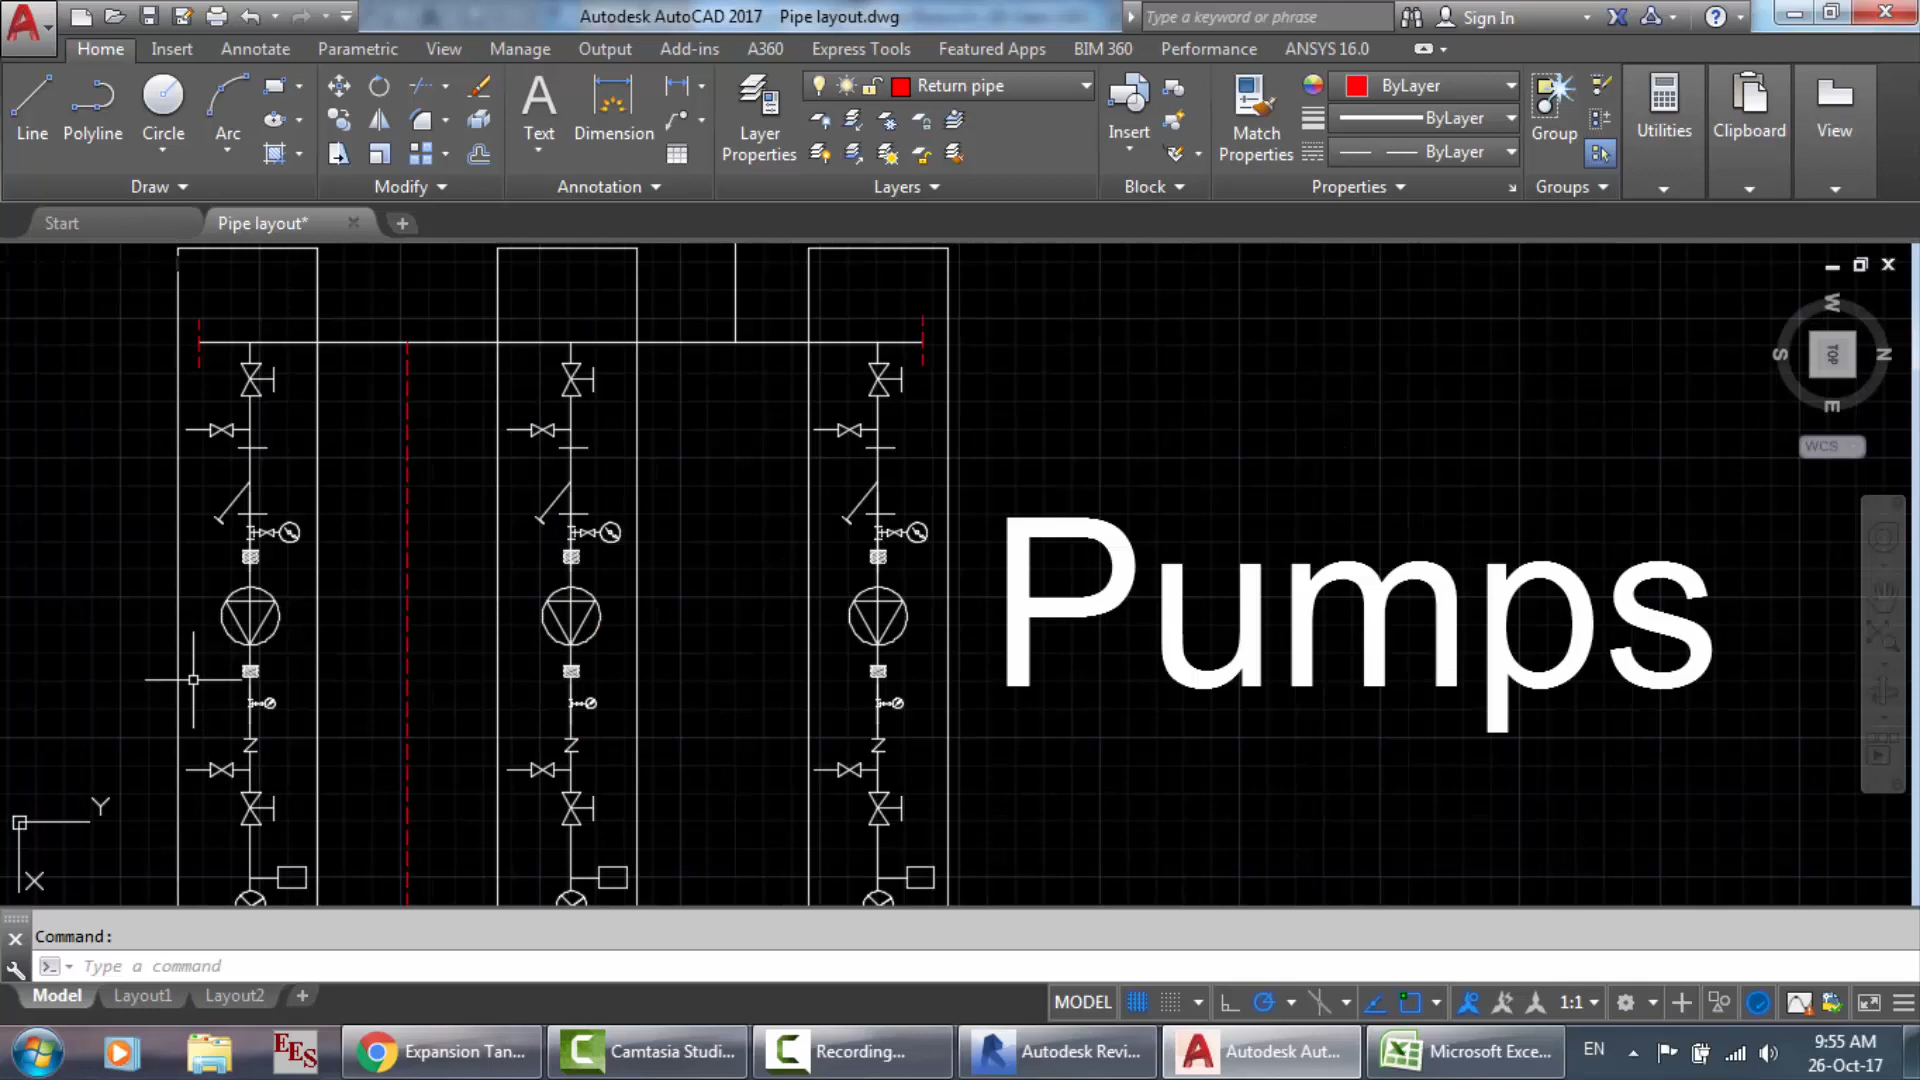 Autodesk AutoCAD 2017 Pipe layout.dwg
Type a keyword or phrase
Sign In
Home Insert Annotate Parametric View Manage Output Add-ins A360 Express Tools Featured Apps BIM 360 Performance ANSYS 16.0
Return pipe
ByLayer
ByLayer
ByLayer
Line Polyline Circle Arc
Text Dimension
Layer Properties
Insert
Match Properties
Group
Utilities Clipboard View
Draw Modify Annotation Layers Block Properties Groups
Start Pipe layout*
W
S TOP N
E
WCS
Pumps
Y
X
Command:
Type a command
Model Layout1 Layout2
MODEL 1:1
EES Expansion Tan... Camtasia Studi... Recording... Autodesk Revi... Autodesk Aut... Microsoft Exce... EN
9:55 AM
26-Oct-17